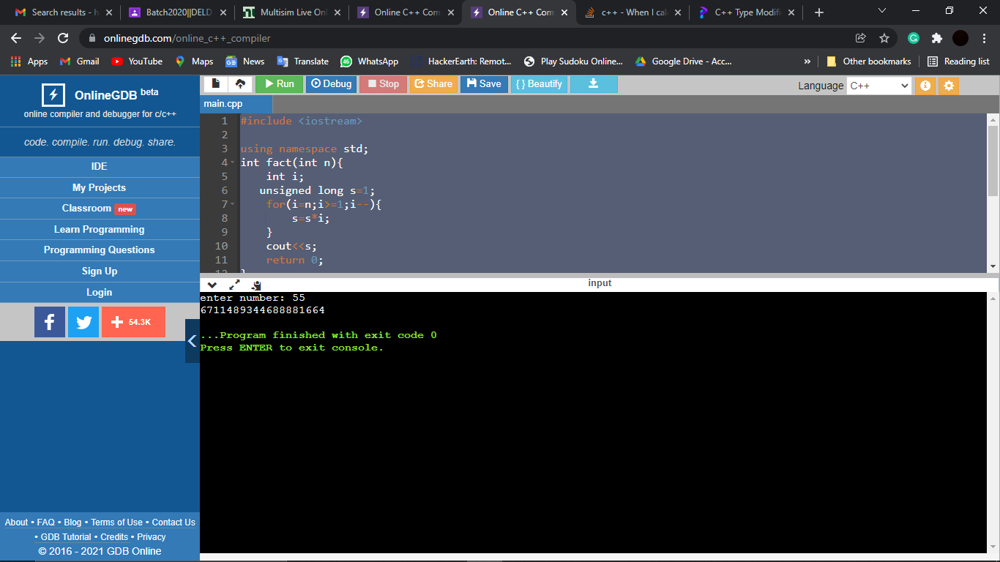 Search results - h
Batch2020||DELD
Multisim Live Onl
Online C++ Com
Online C++ Com
c++ - When I cal
C++ Type Modifi
onlinegdb.com/online_c++_compiler
Apps
Gmail
YouTube
Maps
News
Translate
46
WhatsApp
HackerEarth: Remot...
Play Sudoku Online...
Google Drive - Acc...
»
Other bookmarks
Reading list
OnlineGDB beta
online compiler and debugger for c/c++
code. compile. run. debug. share.
IDE
My Projects
Classroom new
Learn Programming
Programming Questions
Sign Up
Login
54.3K
About • FAQ • Blog • Terms of Use • Contact Us
• GDB Tutorial • Credits • Privacy
© 2016 - 2021 GDB Online
Run
Debug
Stop
Share
Save
{ } Beautify
Language C++
main.cpp
1 #include <iostream>
2
3 using namespace std;
4 int fact(int n){
5 int i;
6 unsigned long s=1;
7 for(i=n;i>=1;i--){
8 s=s*i;
9 }
10 cout<<s;
11 return 0;
12 }
input
enter number: 55
6711489344688881664
...Program finished with exit code 0
Press ENTER to exit console.